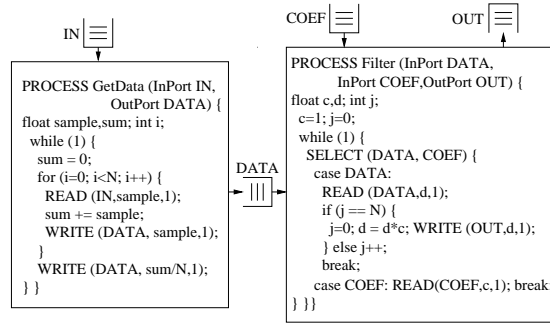 IN
COEF
OUT
PROCESS GetData (InPort IN,
OutPort DATA) {
float sample,sum; int i;
while (1) {
sum = 0;
for (i=0; i<N; i++) {
READ (IN,sample,1);
sum += sample;
WRITE (DATA, sample,1);
}
WRITE (DATA, sum/N,1);
} }
DATA
PROCESS Filter (InPort DATA,
InPort COEF,OutPort OUT) {
float c,d; int j;
c=1; j=0;
while (1) {
SELECT (DATA, COEF) {
case DATA:
READ (DATA,d,1);
if (j == N) {
j=0; d = d*c; WRITE (OUT,d,1);
} else j++;
break;
case COEF: READ(COEF,c,1); break;
} }}